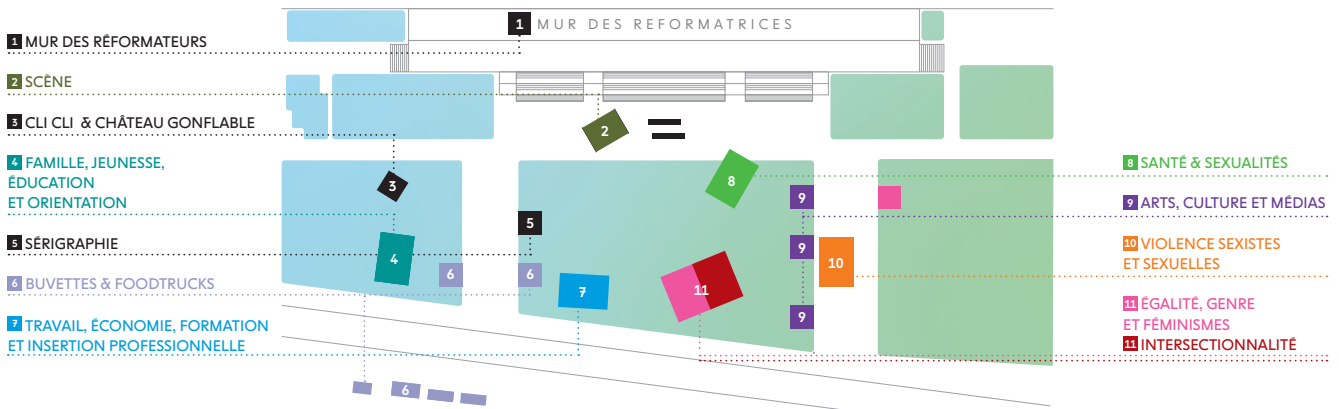 1 MUR DES REFORMATRICES
1 MUR DES RÉFORMATEURS
2 SCÈNE
3 CLI CLI & CHÂTEAU GONFLABLE
4 FAMILLE, JEUNESSE,
ÉDUCATION
ET ORIENTATION
5 SÉRIGRAPHIE
6 BUVETTES & FOODTRUCKS
7 TRAVAIL, ÉCONOMIE, FORMATION
ET INSERTION PROFESSIONNELLE
2
3
8
9
5
4
6
6
7
11
9
10
9
6
8 SANTÉ & SEXUALITÉS
9 ARTS, CULTURE ET MÉDIAS
10 VIOLENCE SEXISTES
ET SEXUELLES
11 ÉGALITÉ, GENRE
ET FÉMINISMES
11 INTERSECTIONNALITÉ